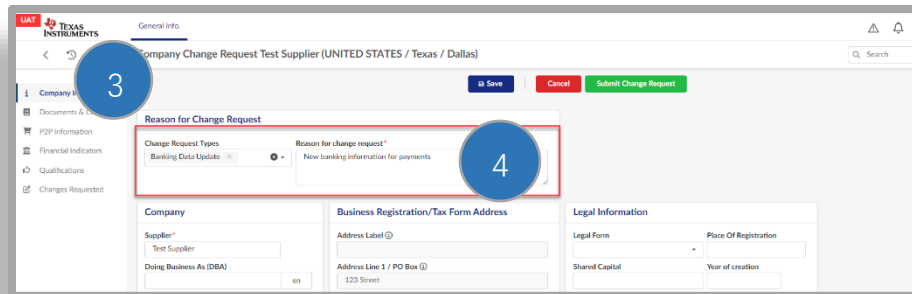 UAT
TEXAS INSTRUMENTS
General Info.
Company Change Request Test Supplier (UNITED STATES / Texas / Dallas)
Search
3
Save
Cancel
Submit Change Request
Company
Documents &
P2P Information
Financial Indicators
Qualifications
Changes Requested
Reason for Change Request
Change Request Types
Banking Data Update
Reason for change request*
New banking information for payments
4
Company
Supplier*
Test Supplier
Doing Business As (DBA)
en
Business Registration/Tax Form Address
Address Label
Address Line 1 / PO Box
123 Street
Legal Information
Legal Form
Place Of Registration
Shared Capital
Year of creation